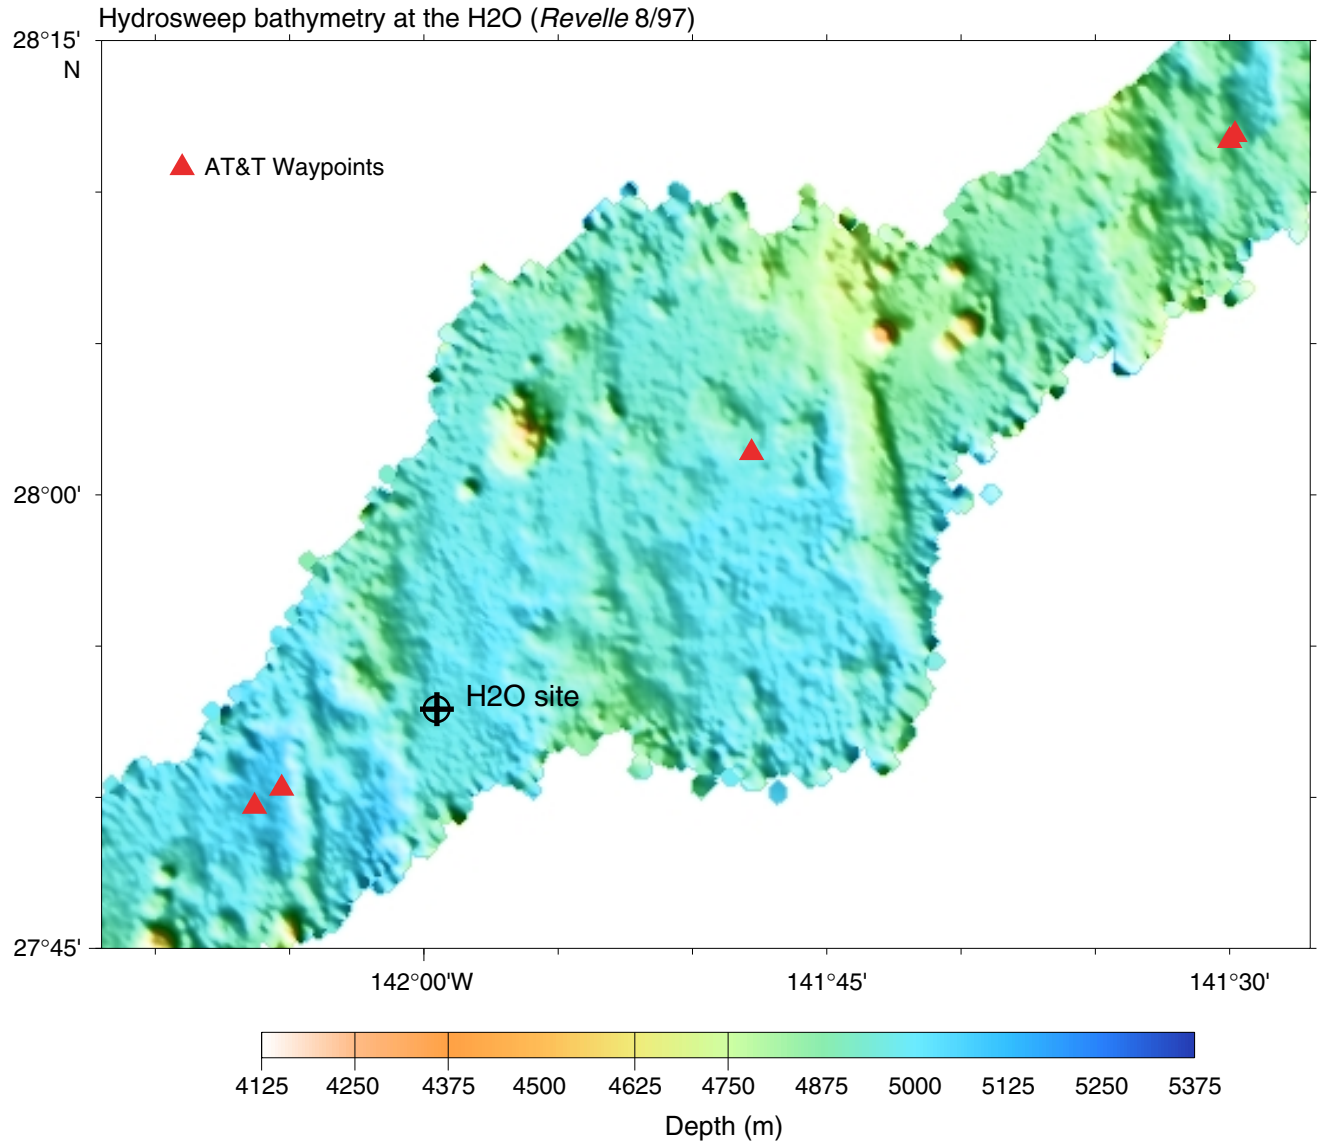 Hydrosweep bathymetry at the H2O (Revelle 8/97)
28°15'
N
AT&T Waypoints
28°00'
H2O site
27°45'
142°00'W 141°45' 141°30'
4125 4250 4375 4500 4625 4750 4875 5000 5125 5250 5375
Depth (m)